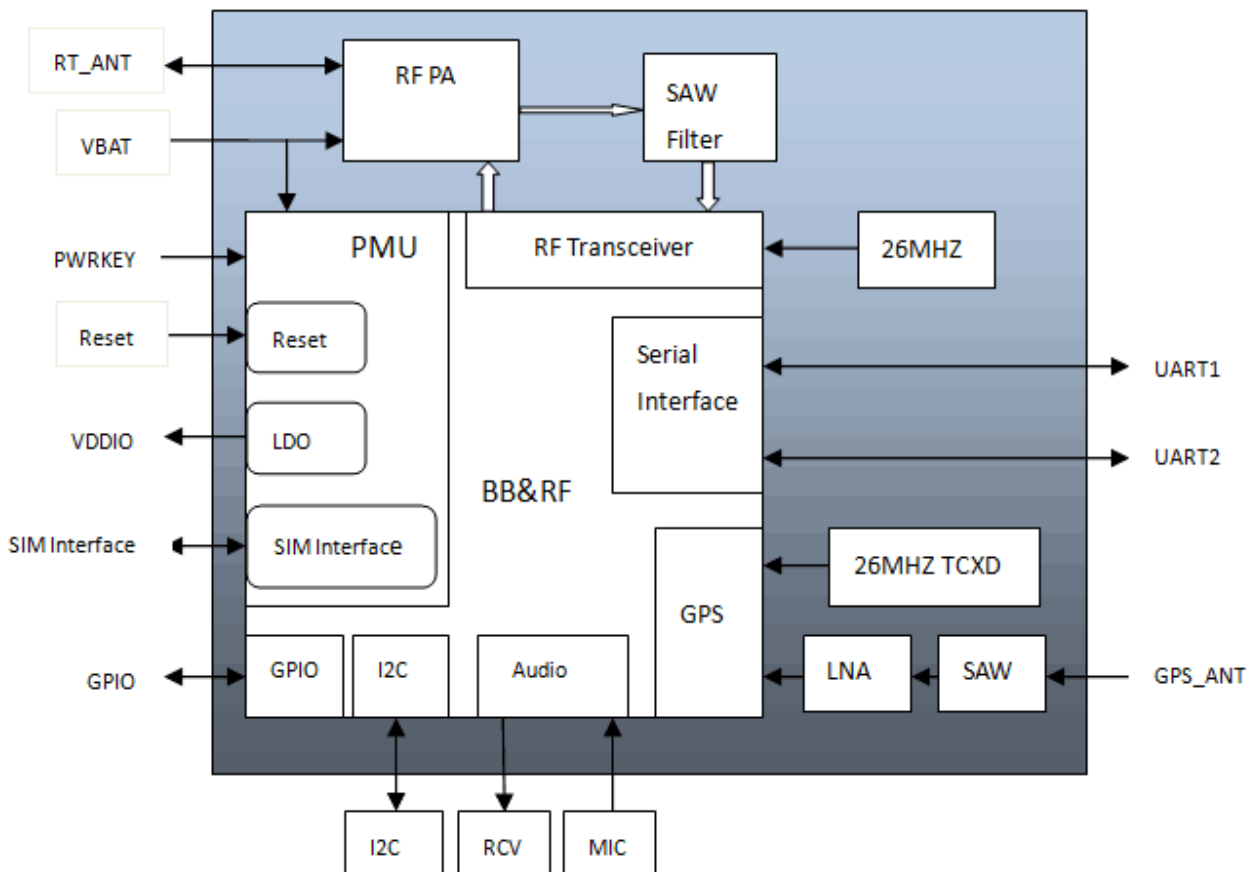 RT_ANT
RF PA
SAW
Filter
VBAT
PMU
RF Transceiver
26MHZ
PWRKEY
Reset
Reset
Serial
Interface
UART1
VDDIO
LDO
UART2
BB&RF
SIM Interface
SIM Interface
26MHZ TCXD
GPS
GPIO
GPIO
I2C
Audio
LNA
SAW
GPS_ANT
I2C
RCV
MIC